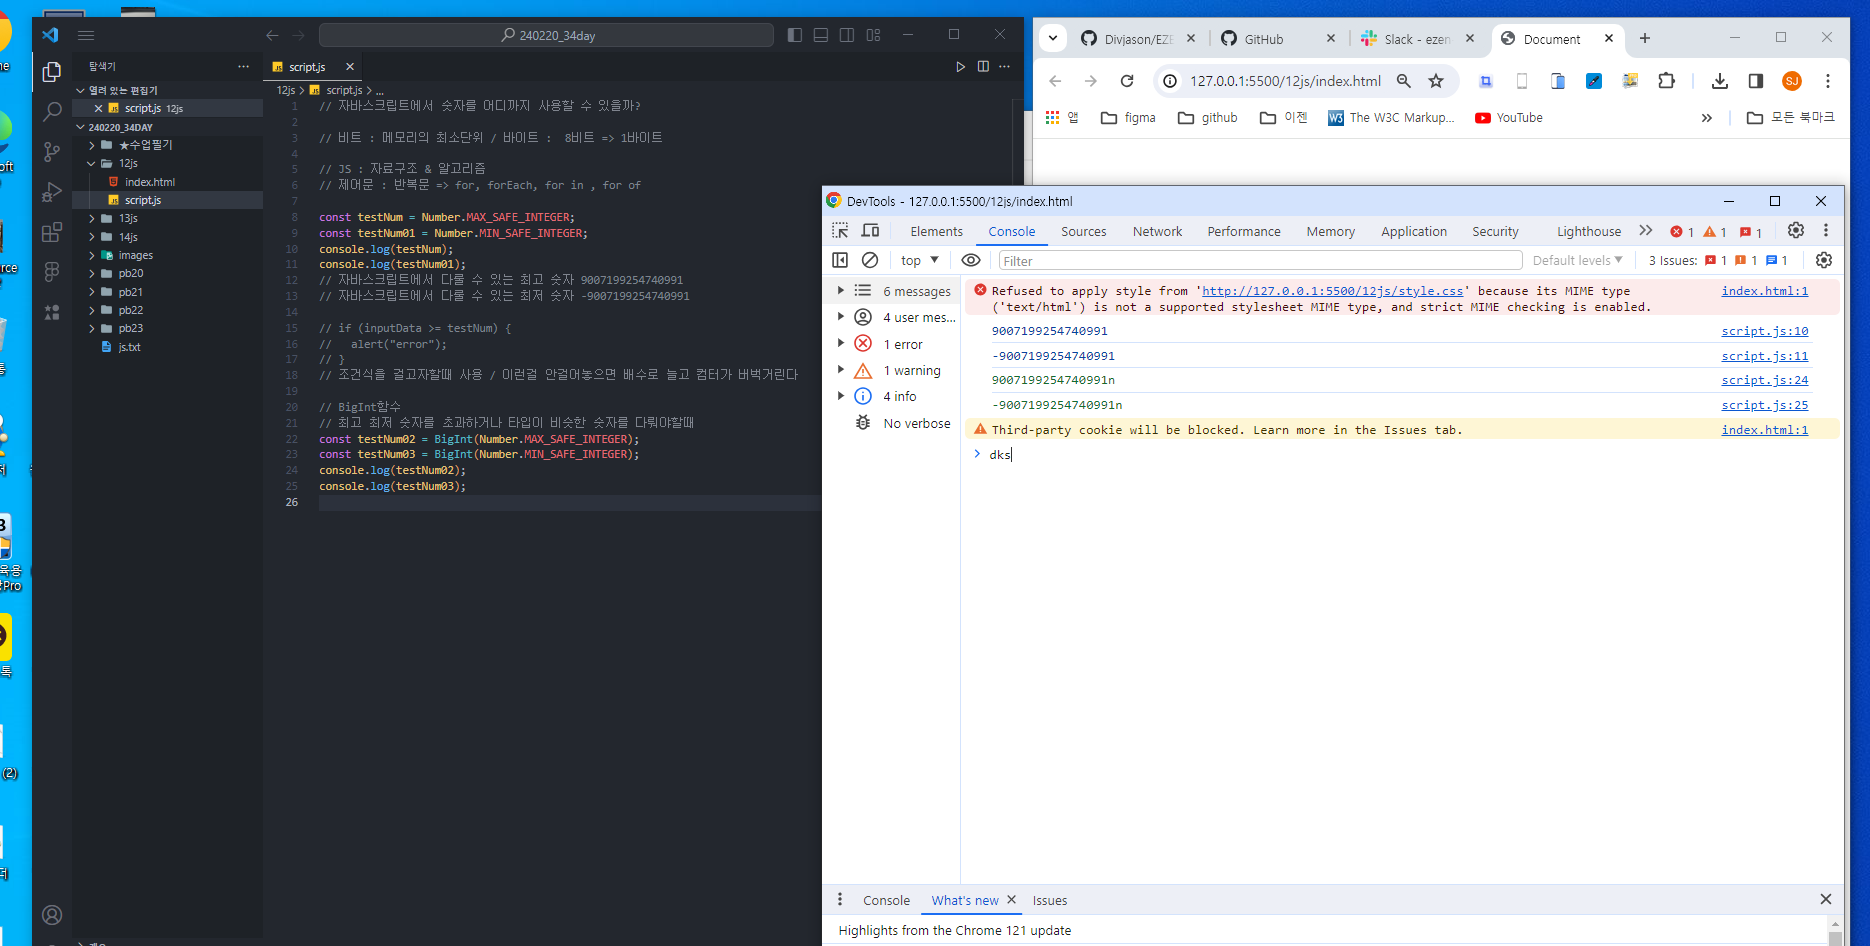 240220_34day
탐색기
열려 있는 편집기
script.js 12js
240220_34DAY
★수업필기
12js
index.html
script.js
13js
14js
images
pb20
pb21
pb22
pb23
js.txt
script.js
12js > script.js > ...
1 // 자바스크립트에서 숫자를 어디까지 사용할 수 있을까?
2
3 // 비트 : 메모리의 최소단위 / 바이트 :  8비트 => 1바이트
4
5 // JS : 자료구조 & 알고리즘
6 // 제어문 : 반복문 => for, forEach, for in , for of
7
8 const testNum = Number.MAX_SAFE_INTEGER;
9 const testNum01 = Number.MIN_SAFE_INTEGER;
10 console.log(testNum);
11 console.log(testNum01);
12 // 자바스크립트에서 다룰 수 있는 최고 숫자 9007199254740991
13 // 자바스크립트에서 다룰 수 있는 최저 숫자 -9007199254740991
14
15 // if (inputData >= testNum) {
16 //   alert("error");
17 // }
18 // 조건식을 걸고자할때 사용 / 이런걸 안걸어놓으면 배수로 늘고 컴터가 버벅거린다
19
20 // BigInt함수
21 // 최고 최저 숫자를 초과하거나 타입이 비슷한 숫자를 다뤄야할때
22 const testNum02 = BigInt(Number.MAX_SAFE_INTEGER);
23 const testNum03 = BigInt(Number.MIN_SAFE_INTEGER);
24 console.log(testNum02);
25 console.log(testNum03);
26
Divjason/EZE
GitHub
Slack - ezen
Document
127.0.0.1:5500/12js/index.html
SJ
앱
figma
github
이젠
The W3C Markup...
YouTube
모든 북마크
DevTools - 127.0.0.1:5500/12js/index.html
Elements Console Sources Network Performance Memory Application Security Lighthouse 1 1 1
top Filter Default levels 3 Issues: 1 1 1
6 messages
4 user mes...
1 error
1 warning
4 info
No verbose
Refused to apply style from 'http://127.0.0.1:5500/12js/style.css' because its MIME type index.html:1
('text/html') is not a supported stylesheet MIME type, and strict MIME checking is enabled.
9007199254740991 script.js:10
-9007199254740991 script.js:11
9007199254740991n script.js:24
-9007199254740991n script.js:25
Third-party cookie will be blocked. Learn more in the Issues tab. index.html:1
> dks
Console What's new Issues
Highlights from the Chrome 121 update
(2)